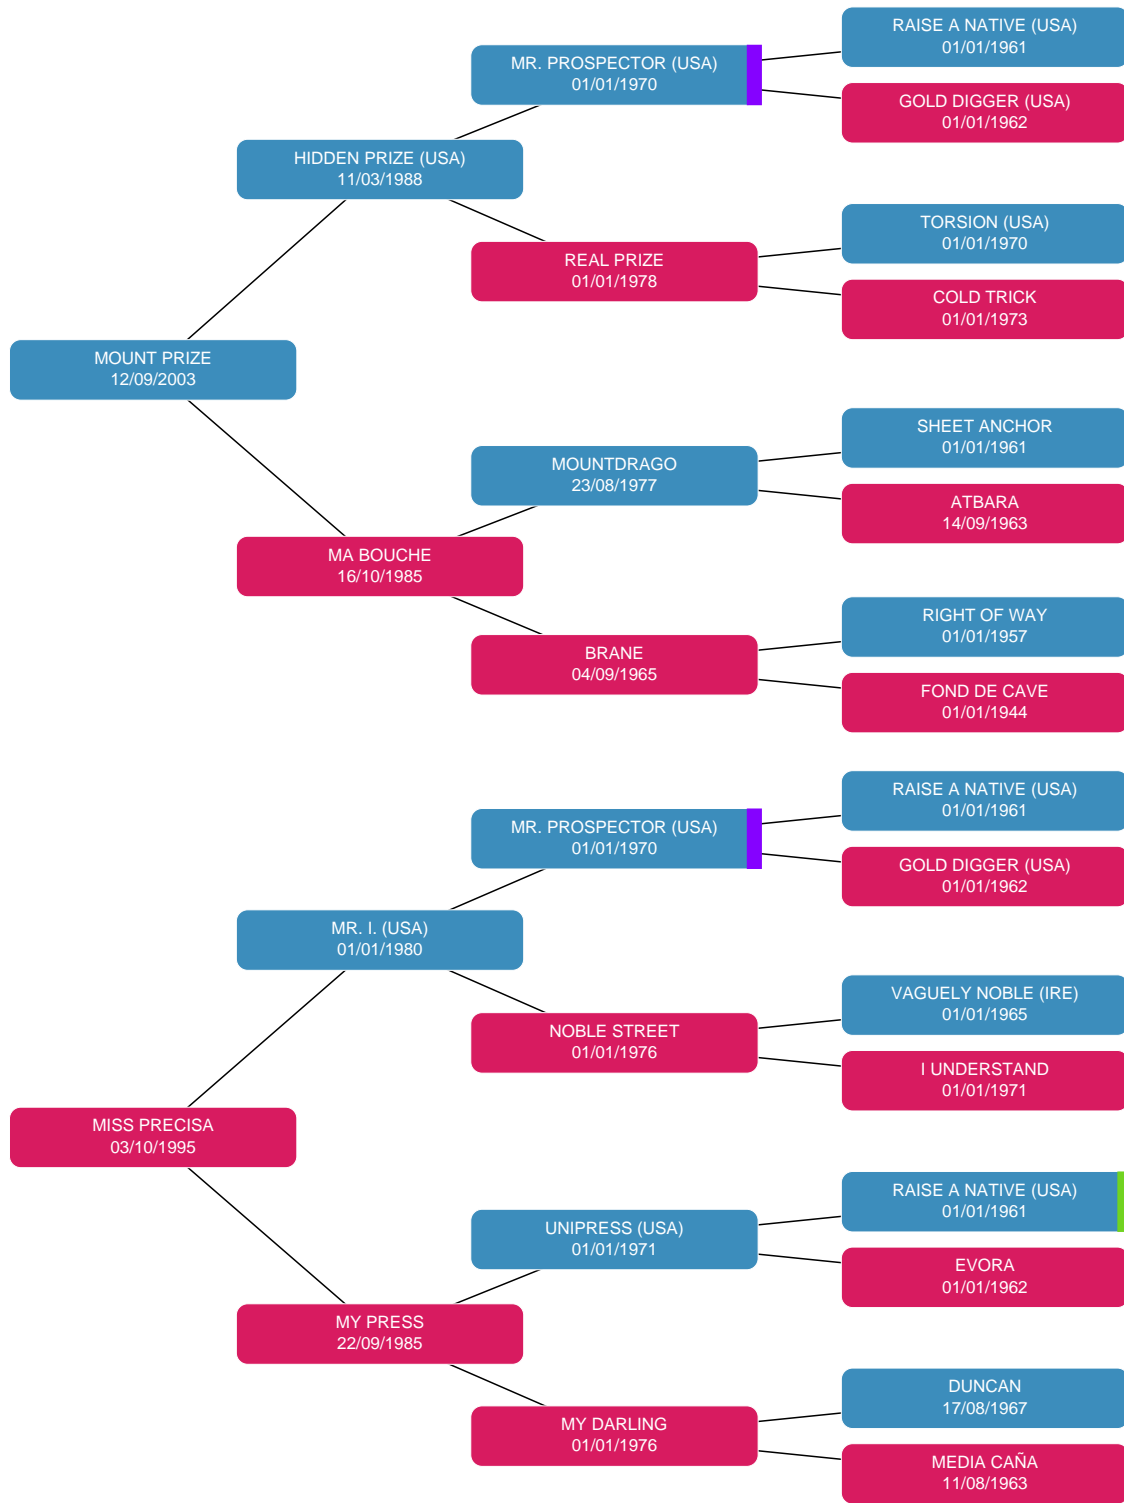 RAISE A NATIVE (USA)
01/01/1961
MR. PROSPECTOR (USA)
01/01/1970
GOLD DIGGER (USA)
01/01/1962
HIDDEN PRIZE (USA)
11/03/1988
TORSION (USA)
01/01/1970
REAL PRIZE
01/01/1978
COLD TRICK
01/01/1973
MOUNT PRIZE
12/09/2003
SHEET ANCHOR
01/01/1961
MOUNTDRAGO
23/08/1977
ATBARA
14/09/1963
MA BOUCHE
16/10/1985
RIGHT OF WAY
01/01/1957
BRANE
04/09/1965
FOND DE CAVE
01/01/1944
RAISE A NATIVE (USA)
01/01/1961
MR. PROSPECTOR (USA)
01/01/1970
GOLD DIGGER (USA)
01/01/1962
MR. I. (USA)
01/01/1980
VAGUELY NOBLE (IRE)
01/01/1965
NOBLE STREET
01/01/1976
I UNDERSTAND
01/01/1971
MISS PRECISA
03/10/1995
RAISE A NATIVE (USA)
01/01/1961
UNIPRESS (USA)
01/01/1971
EVORA
01/01/1962
MY PRESS
22/09/1985
DUNCAN
17/08/1967
MY DARLING
01/01/1976
MEDIA CAÑA
11/08/1963